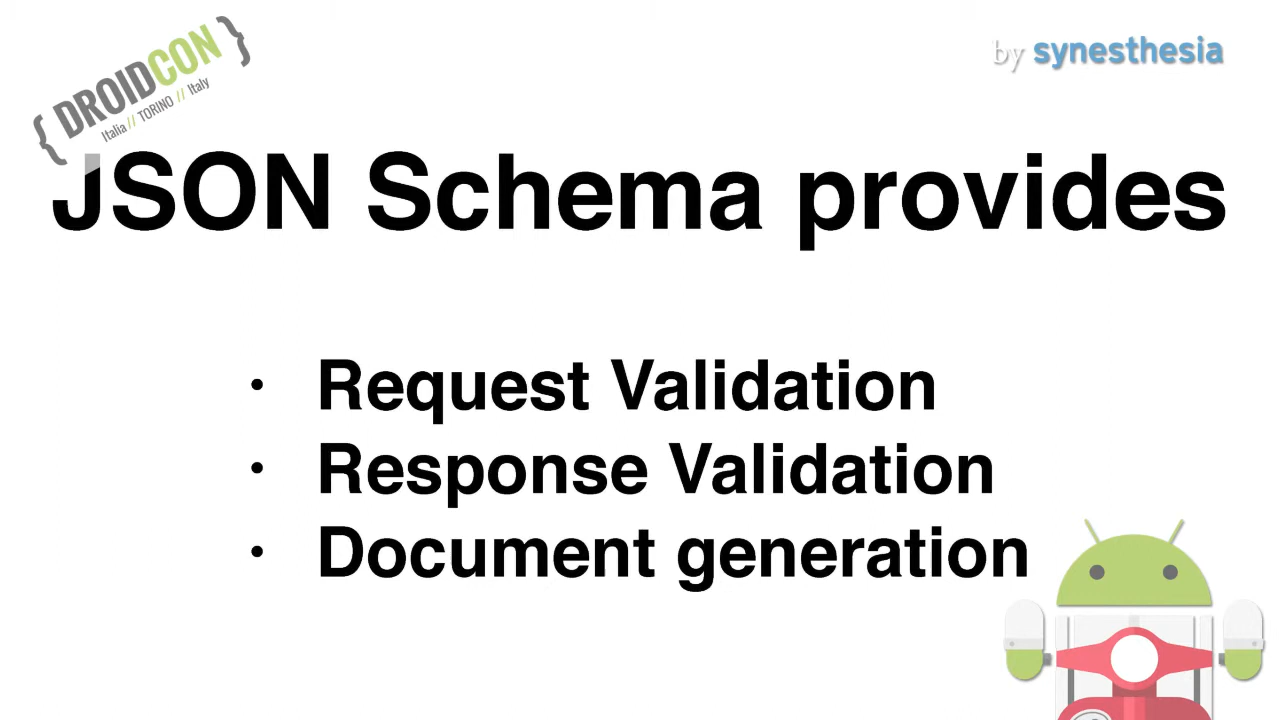 { DROIDCON }
Italia // TORINO // Italy
by synesthesia
JSON Schema provides
· Request Validation
· Response Validation
· Document generation